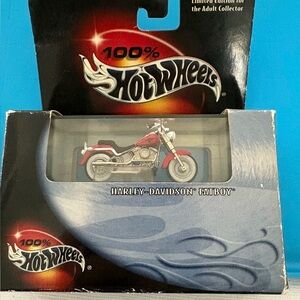 Limited Edition for
the Adult Collector
100%
Hot Wheels
HARLEY-DAVIDSON FATBOY
100%
Hot Wheels
®